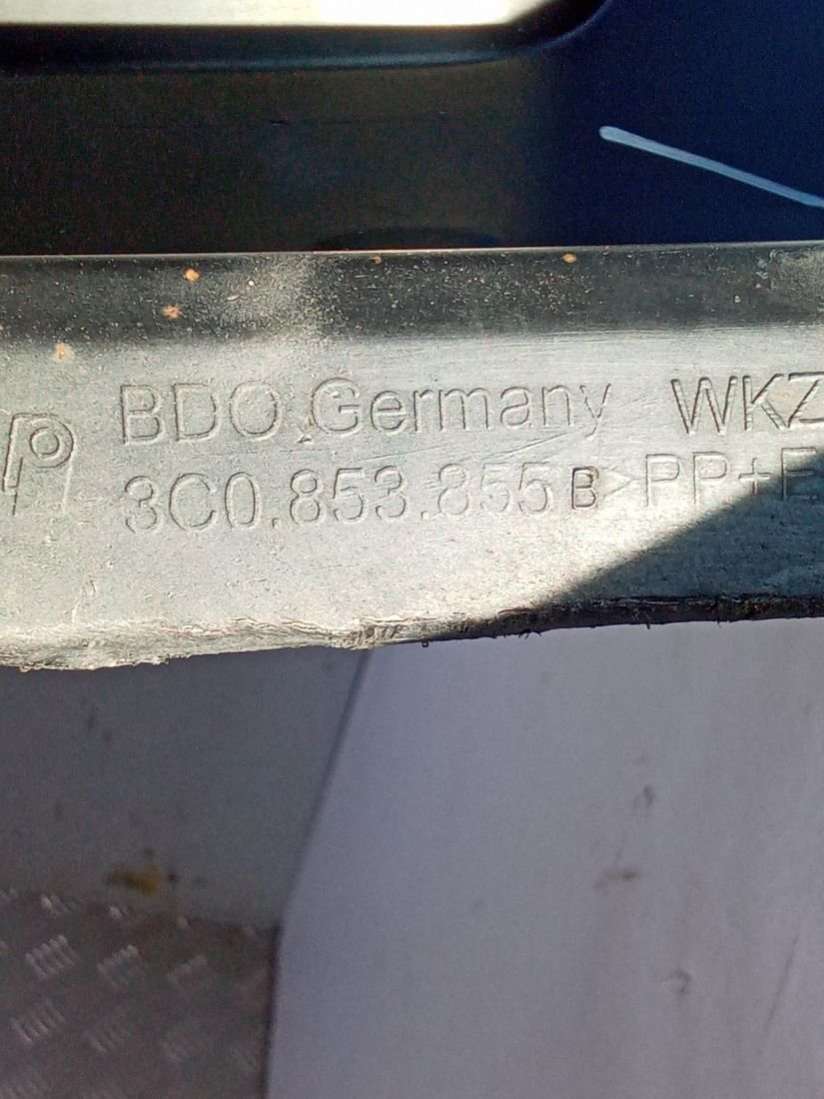 BDO Germany WKZ
3C0.853.855 B >PP+E